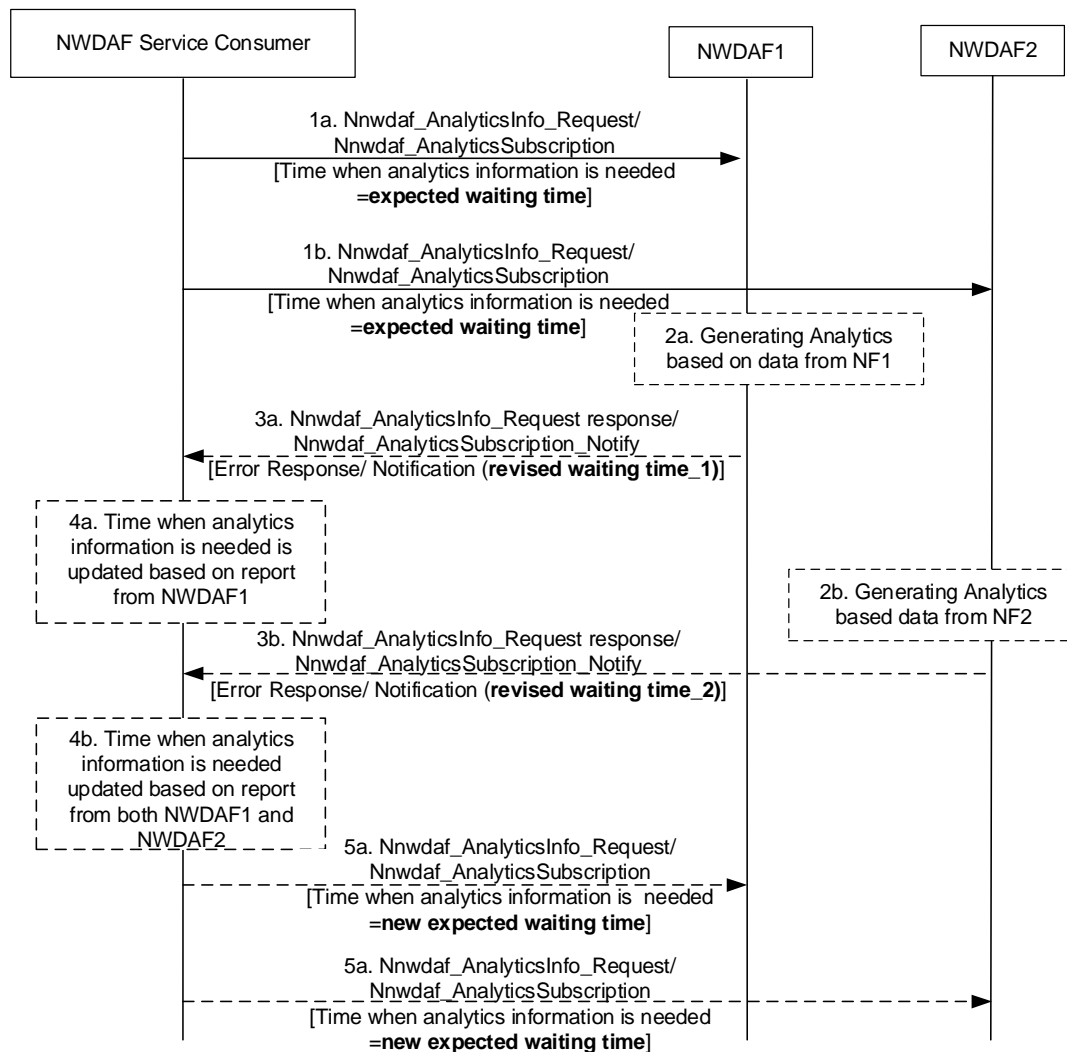 NWDAF Service Consumer
NWDAF1
NWDAF2
1a. Nnwdaf_AnalyticsInfo_Request/
Nnwdaf_AnalyticsSubscription
[Time when analytics information is needed
=expected waiting time]
1b. Nnwdaf_AnalyticsInfo_Request/
Nnwdaf_AnalyticsSubscription
[Time when analytics information is needed
=expected waiting time]
2a. Generating Analytics
based on data from NF1
3a. Nnwdaf_AnalyticsInfo_Request response/
Nnwdaf_AnalyticsSubscription_Notify
[Error Response/ Notification (revised waiting time_1)]
4a. Time when analytics
information is needed is
updated based on report
from NWDAF1
2b. Generating Analytics
based data from NF2
3b. Nnwdaf_AnalyticsInfo_Request response/
Nnwdaf_AnalyticsSubscription_Notify
[Error Response/ Notification (revised waiting time_2)]
4b. Time when analytics
information is needed
updated based on report
from both NWDAF1 and
NWDAF2
5a. Nnwdaf_AnalyticsInfo_Request/
Nnwdaf_AnalyticsSubscription
[Time when analytics information is  needed
=new expected waiting time]
5a. Nnwdaf_AnalyticsInfo_Request/
Nnwdaf_AnalyticsSubscription
[Time when analytics information is needed
=new expected waiting time]